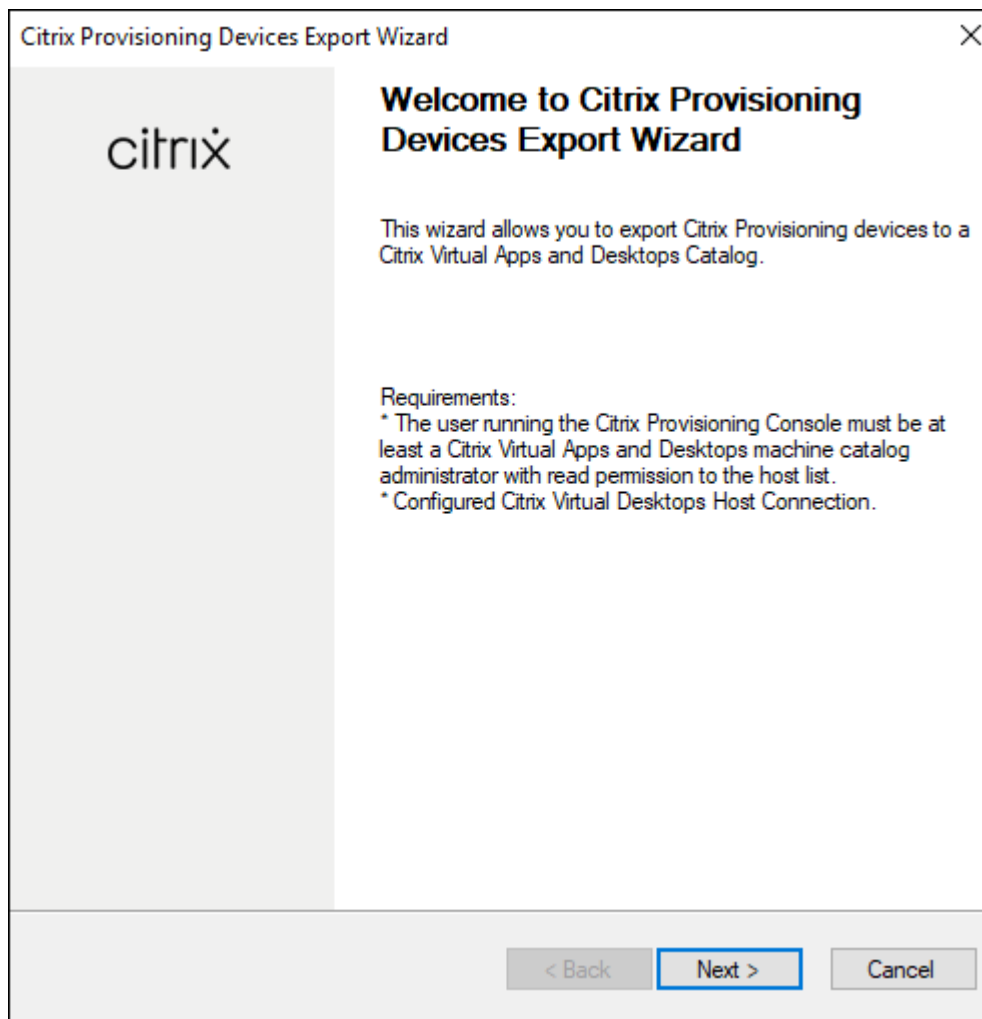 Citrix Provisioning Devices Export Wizard
citrix
Welcome to Citrix Provisioning
Devices Export Wizard
This wizard allows you to export Citrix Provisioning devices to a
Citrix Virtual Apps and Desktops Catalog.
Requirements:
* The user running the Citrix Provisioning Console must be at
least a Citrix Virtual Apps and Desktops machine catalog
administrator with read permission to the host list.
* Configured Citrix Virtual Desktops Host Connection.
< Back
Next >
Cancel